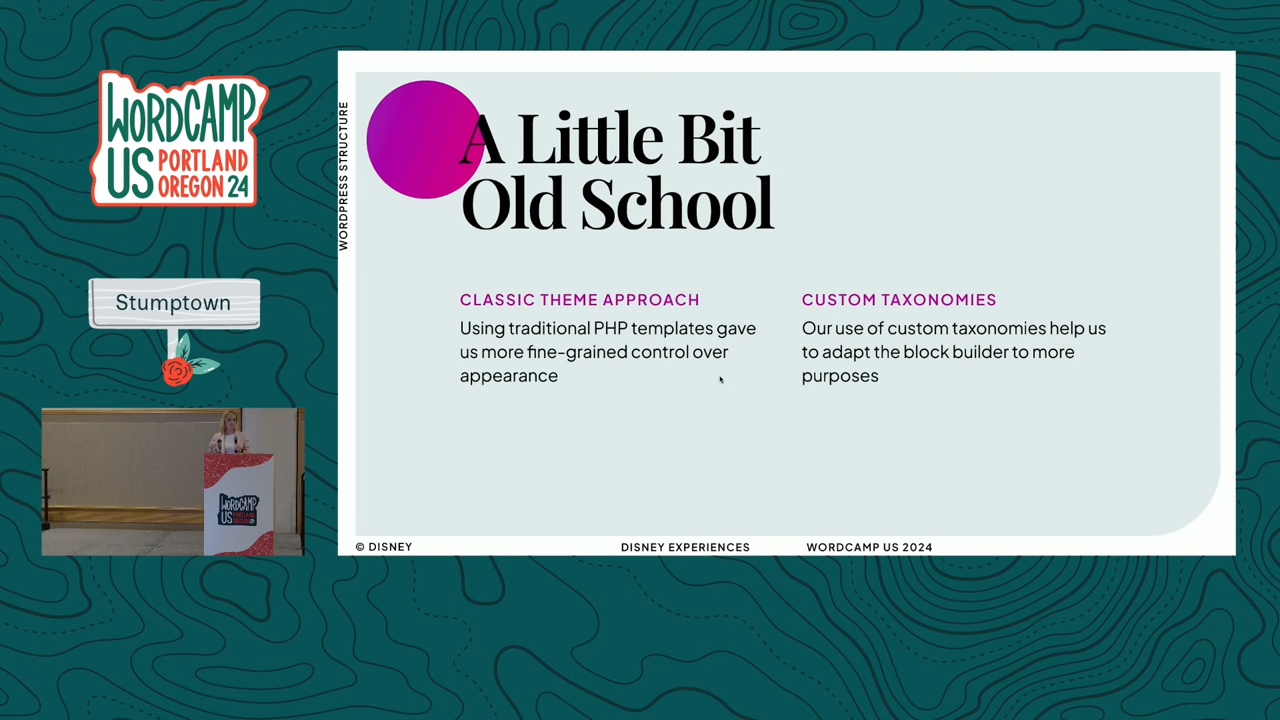 WORDCAMP
US PORTLAND
OREGON 24
Stumptown
WORDCAMP
US
WORDPRESS STRUCTURE
A Little Bit
Old School
CLASSIC THEME APPROACH
Using traditional PHP templates gave
us more fine-grained control over
appearance
CUSTOM TAXONOMIES
Our use of custom taxonomies help us
to adapt the block builder to more
purposes
© DISNEY
DISNEY EXPERIENCES
WORDCAMP US 2024